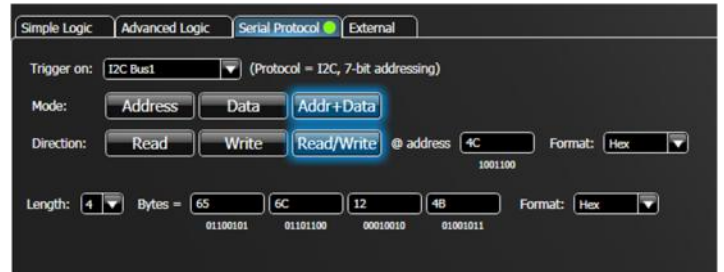 Simple Logic Advanced Logic Serial Protocol External
Trigger on: I2C Bus1 (Protocol = I2C, 7-bit addressing)
Mode: Address Data Addr+Data
Direction: Read Write Read/Write @ address 4C Format: Hex
1001100
Length: 4 Bytes = 65 6C 12 4B Format: Hex
01100101 01101100 00010010 01001011